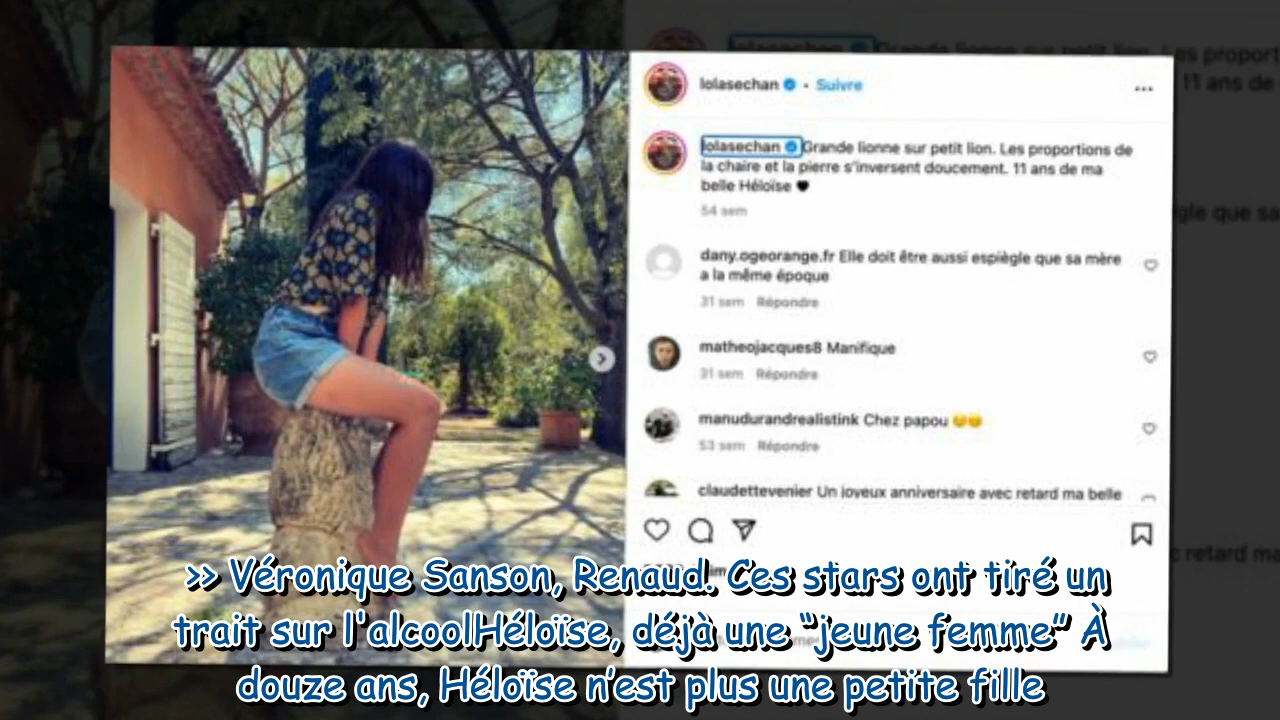 lolasechan • Suivre
lolasechan Grande lionne sur petit lion. Les proportions de
la chaire et la pierre s'inversent doucement. 11 ans de ma
belle Héloïse 🖤
54 sem
dany.ogeorange.fr Elle doit être aussi espiègle que sa mère
a la même époque
31 sem Répondre
matheojacques8 Manifique
31 sem Répondre
manudurandrealistink Chez papou
53 sem Répondre
claudettevenier Un joyeux anniversaire avec retard ma belle
>> Véronique Sanson, Renaud. Ces stars ont tiré un
trait sur l'alcoolHéloïse, déjà une “jeune femme” À
douze ans, Héloïse n’est plus une petite fille